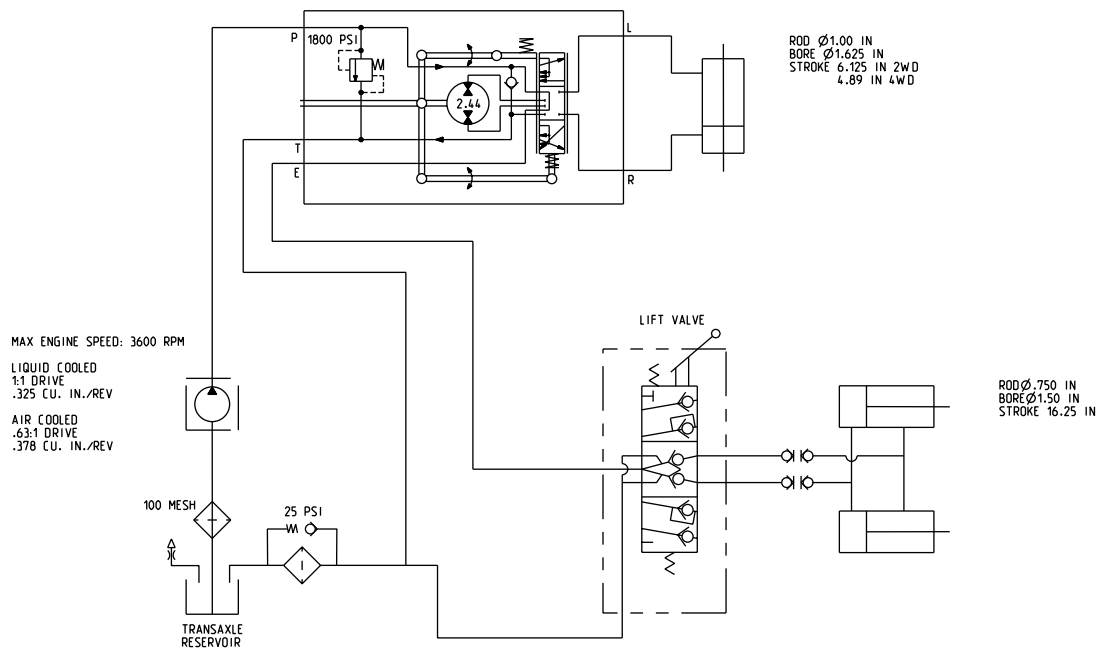 P
1800 PSI
L
2.44
T
E
R
ROD Ø1.00 IN
BORE Ø1.625 IN
STROKE 6.125 IN 2WD
4.89 IN 4WD
LIFT VALVE
MAX ENGINE SPEED: 3600 RPM
LIQUID COOLED
1:1 DRIVE
.325 CU. IN./REV
AIR COOLED
.63:1 DRIVE
.378 CU. IN./REV
RODØ.750 IN
BOREØ1.50 IN
STROKE 16.25 IN
100 MESH
25 PSI
TRANSAXLE
RESERVOIR